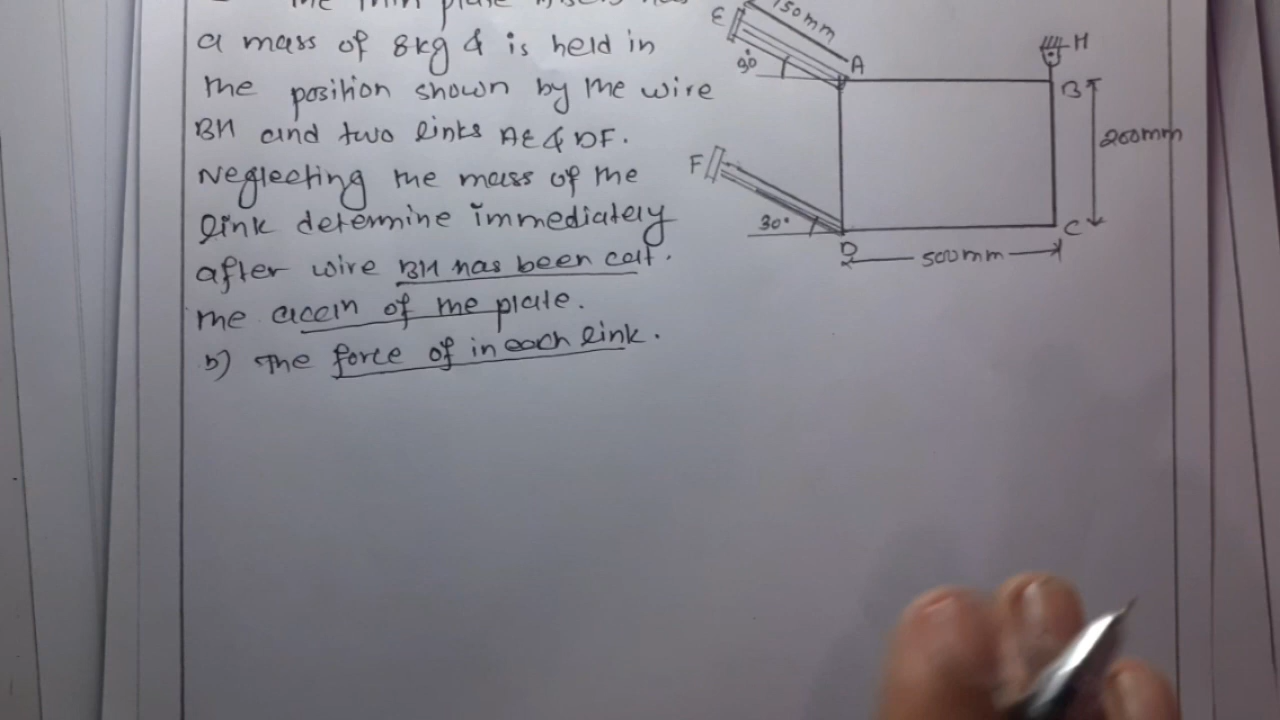 a mass of 8kg & is held in
the position shown by the wire
BH and two links AE & DF.
Neglecting the mass of the
link determine immediately
after wire BH has been cut.
the accln of the plate.
b) The force of in each link.
E
150mm
A
H
30°
B
200mm
F
30°
C
D
500mm